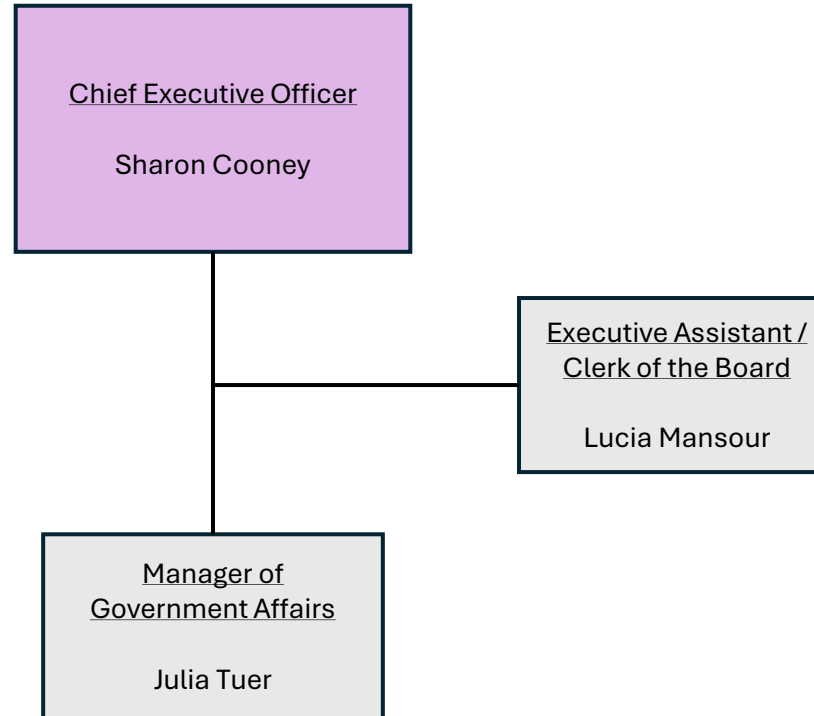 Chief Executive Officer
Sharon Cooney
Executive Assistant /
Clerk of the Board
Lucia Mansour
Manager of
Government Affairs
Julia Tuer